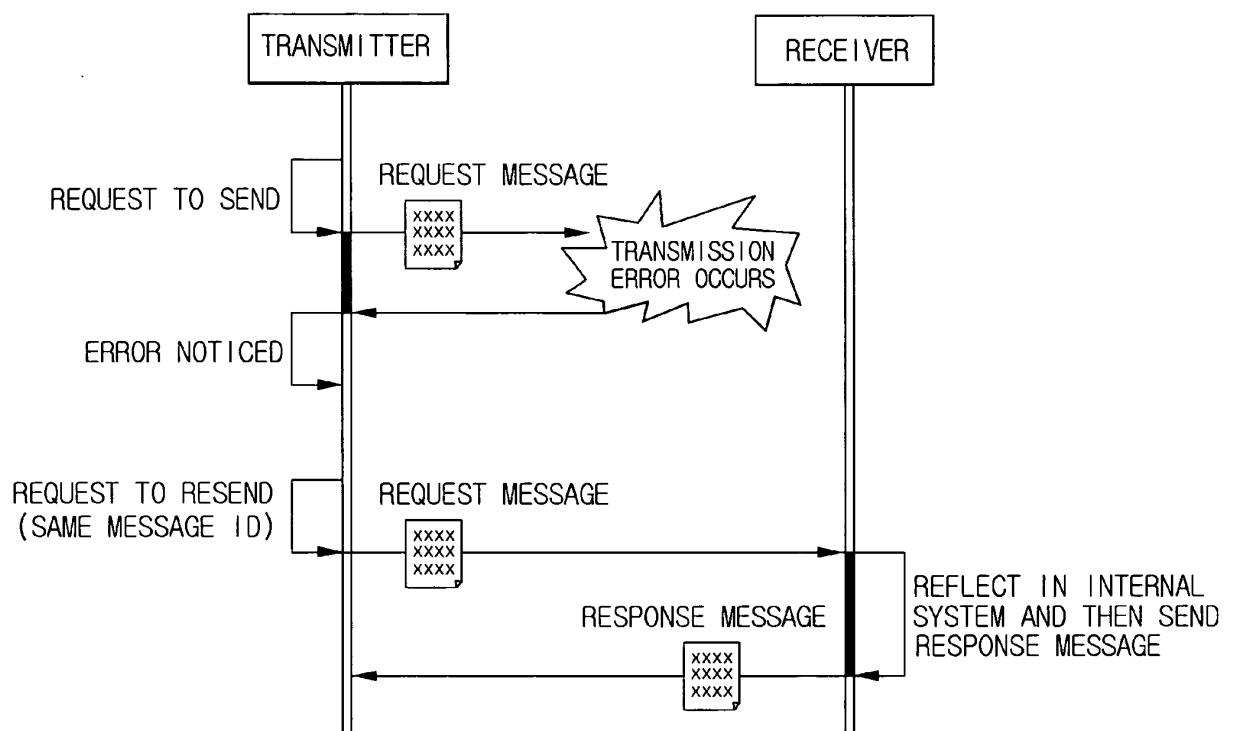 TRANSMITTER
RECEIVER
REQUEST TO SEND
REQUEST MESSAGE
XXXX
XXXX
XXXX
TRANSMISSION
ERROR OCCURS
ERROR NOTICED
REQUEST TO RESEND
(SAME MESSAGE ID)
REQUEST MESSAGE
XXXX
XXXX
XXXX
REFLECT IN INTERNAL
SYSTEM AND THEN SEND
RESPONSE MESSAGE
RESPONSE MESSAGE
XXXX
XXXX
XXXX